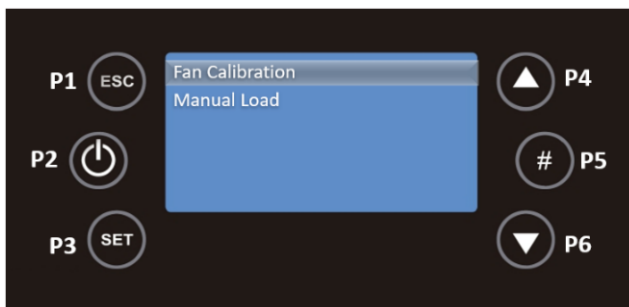 P1 ESC
P2
P3 SET
Fan Calibration
Manual Load
P4
# P5
P6